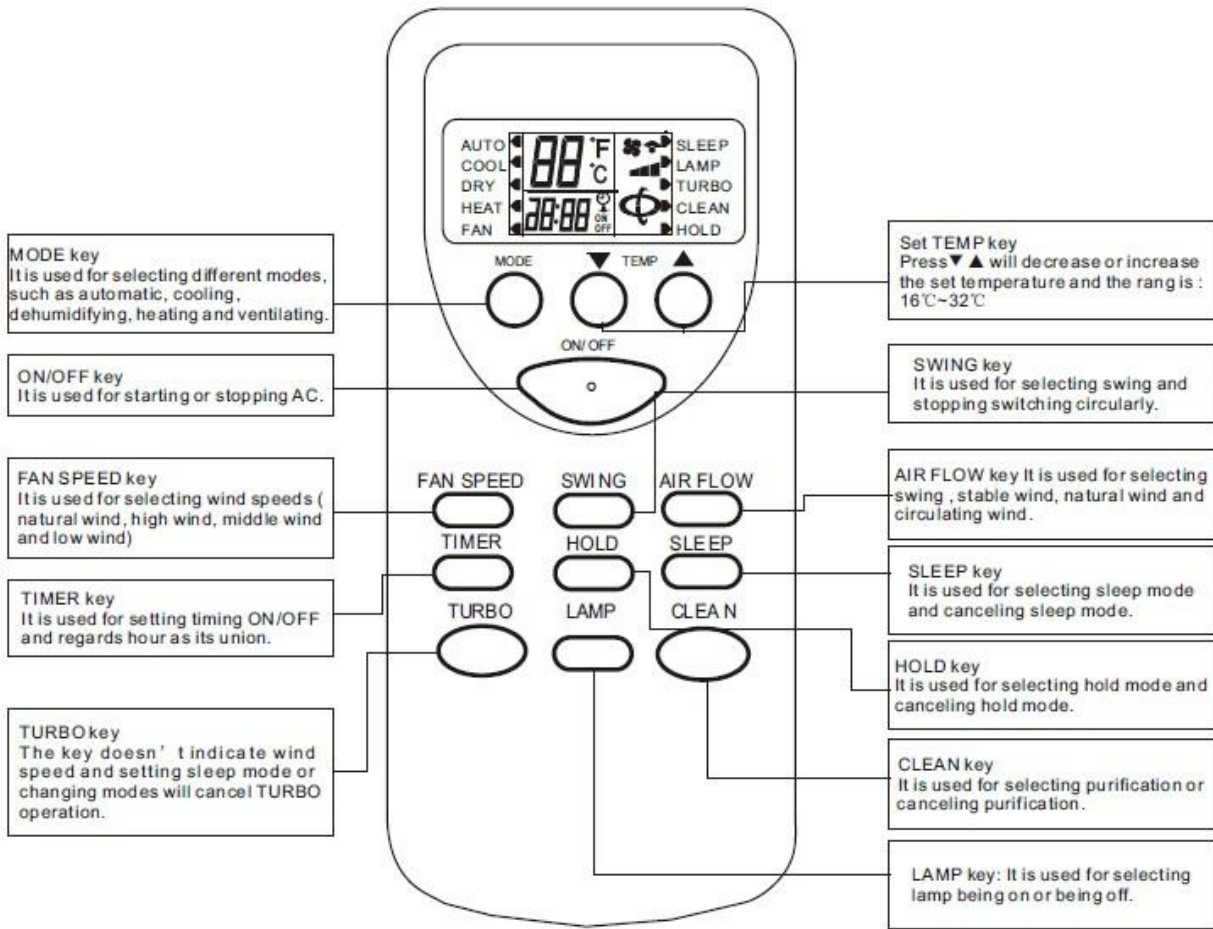 AUTO
COOL
DRY
HEAT
FAN
88 °F
°C
28:88 ON
OFF
SLEEP
LAMP
TURBO
CLEAN
HOLD
MODE
▼ TEMP ▲
ON/OFF
FAN SPEED SWING AIR FLOW
TIMER HOLD SLEEP
TURBO LAMP CLEAN
MODE key
It is used for selecting different modes,
such as automatic, cooling,
dehumidifying, heating and ventilating.
ON/OFF key
It is used for starting or stopping AC.
FAN SPEED key
It is used for selecting wind speeds (
natural wind, high wind, middle wind
and low wind)
TIMER key
It is used for setting timing ON/OFF
and regards hour as its union.
TURBO key
The key doesn't indicate wind
speed and setting sleep mode or
changing modes will cancel TURBO
operation.
Set TEMP key
Press▼ ▲ will decrease or increase
the set temperature and the rang is :
16℃~32℃
SWING key
It is used for selecting swing and
stopping switching circularly.
AIR FLOW key It is used for selecting
swing , stable wind, natural wind and
circulating wind.
SLEEP key
It is used for selecting sleep mode
and canceling sleep mode.
HOLD key
It is used for selecting hold mode and
canceling hold mode.
CLEAN key
It is used for selecting purification or
canceling purification.
LAMP key: It is used for selecting
lamp being on or being off.